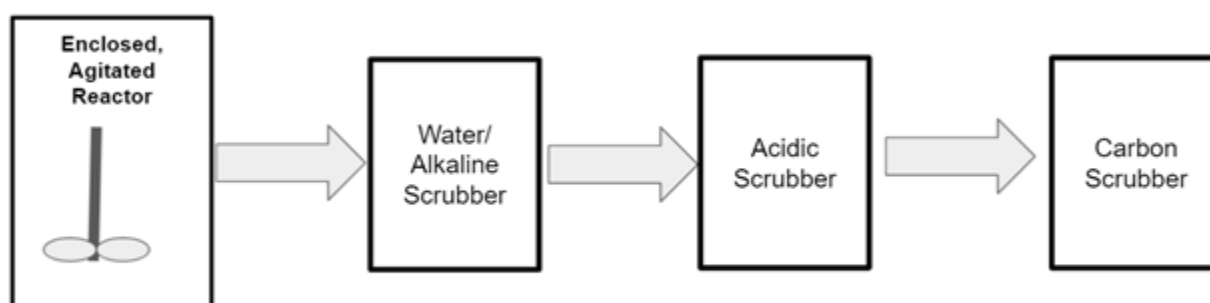 Enclosed,
Agitated
Reactor
Water/
Alkaline
Scrubber
Acidic
Scrubber
Carbon
Scrubber